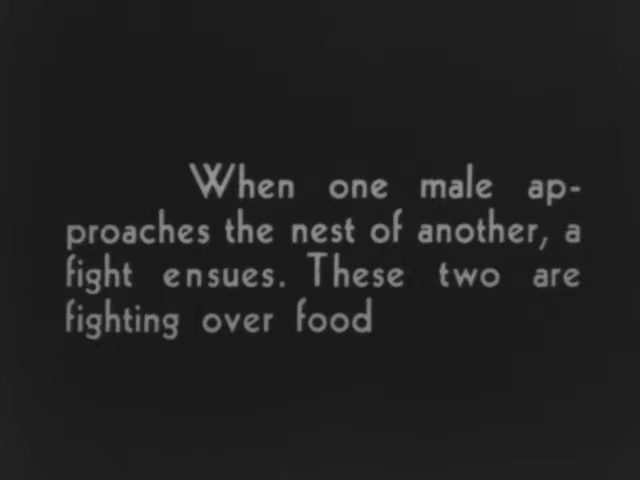 When one male ap-
proaches the nest of another, a
fight ensues. These two are
fighting over food